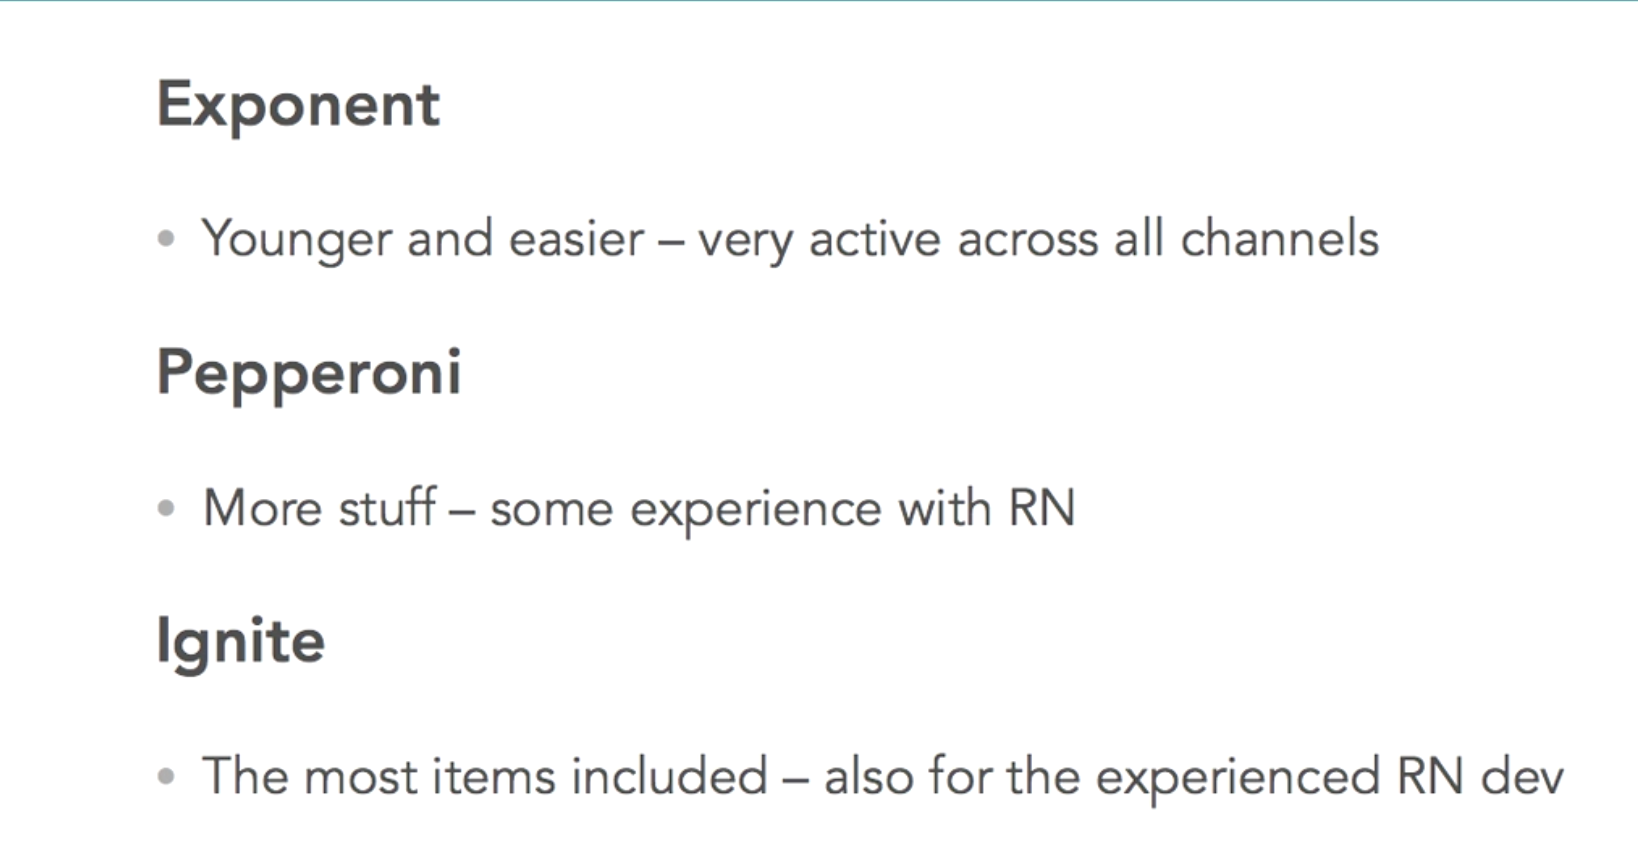 Exponent
• Younger and easier – very active across all channels
Pepperoni
• More stuff – some experience with RN
Ignite
• The most items included – also for the experienced RN dev